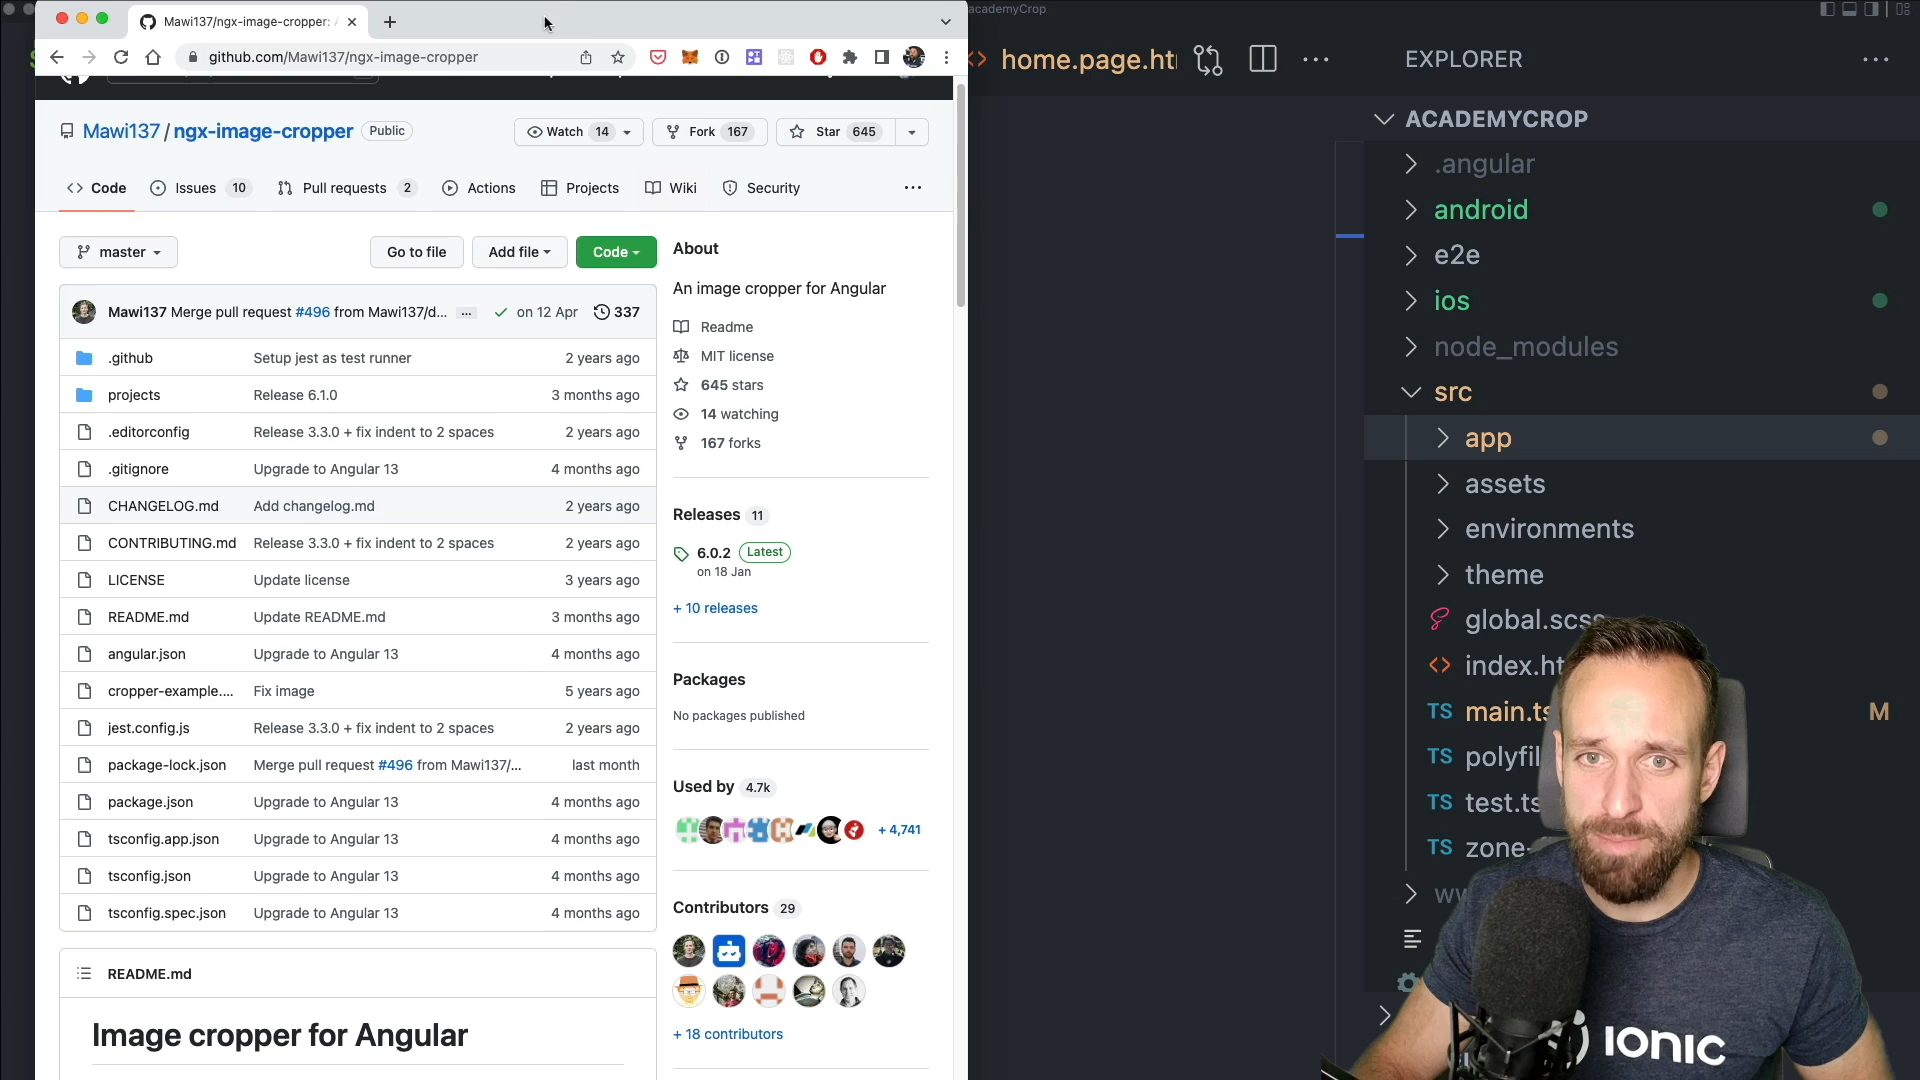 Mawi137/ngx-image-cropper: A
academyCrop
github.com/Mawi137/ngx-image-cropper
home.page.ht
EXPLORER
Mawi137 / ngx-image-cropper Public
Watch 14
Fork 167
Star 645
Code
Issues 10
Pull requests 2
Actions
Projects
Wiki
Security
master
Go to file
Add file
Code
Mawi137 Merge pull request #496 from Mawi137/d... ... on 12 Apr 337
.github Setup jest as test runner 2 years ago
projects Release 6.1.0 3 months ago
.editorconfig Release 3.3.0 + fix indent to 2 spaces 2 years ago
.gitignore Upgrade to Angular 13 4 months ago
CHANGELOG.md Add changelog.md 2 years ago
CONTRIBUTING.md Release 3.3.0 + fix indent to 2 spaces 2 years ago
LICENSE Update license 3 years ago
README.md Update README.md 3 months ago
angular.json Upgrade to Angular 13 4 months ago
cropper-example.... Fix image 5 years ago
jest.config.js Release 3.3.0 + fix indent to 2 spaces 2 years ago
package-lock.json Merge pull request #496 from Mawi137/... last month
package.json Upgrade to Angular 13 4 months ago
tsconfig.app.json Upgrade to Angular 13 4 months ago
tsconfig.json Upgrade to Angular 13 4 months ago
tsconfig.spec.json Upgrade to Angular 13 4 months ago
README.md
Image cropper for Angular
About
An image cropper for Angular
Readme
MIT license
645 stars
14 watching
167 forks
Releases 11
6.0.2 Latest
on 18 Jan
+ 10 releases
Packages
No packages published
Used by 4.7k
+ 4,741
Contributors 29
+ 18 contributors
ACADEMYCROP
.angular
android
e2e
ios
node_modules
src
app
assets
environments
theme
global.scss
index.ht
TS main.ts M
TS polyfil
TS test.ts
TS zone-
ww
IONIC